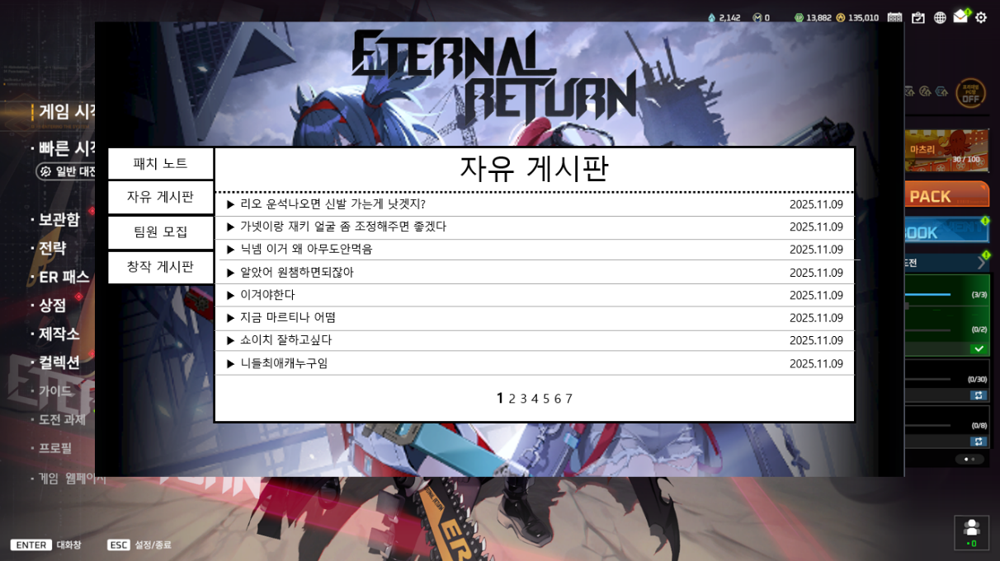 2,142 0 13,882 135,010
ETERNAL
RETURN
프리미엄
PC방
OFF
게임 시작
빠른 시작
일반 대전
보관함
전략
ER 패스
상점
제작소
컬렉션
가이드
도전 과제
프로필
게임 웹페이지
패치 노트
자유 게시판
팀원 모집
창작 게시판
자유 게시판
▶ 리오 운석나오면 신발 가는게 낫겟지? 2025.11.09
▶ 가넷이랑 재키 얼굴 좀 조정해주면 좋겠다 2025.11.09
▶ 닉넴 이거 왜 아무도안먹음 2025.11.09
▶ 알았어 원챔하면되잖아 2025.11.09
▶ 이겨야한다 2025.11.09
▶ 지금 마르티나 어떰 2025.11.09
▶ 쇼이치 잘하고싶다 2025.11.09
▶ 니들최애캐누구임 2025.11.09
1 2 3 4 5 6 7
마츠리
30 / 100
PACK
BOOK
도전
(3/3)
(0/2)
(0/30)
(0/8)
ENTER 대화창
ESC 설정/종료
0